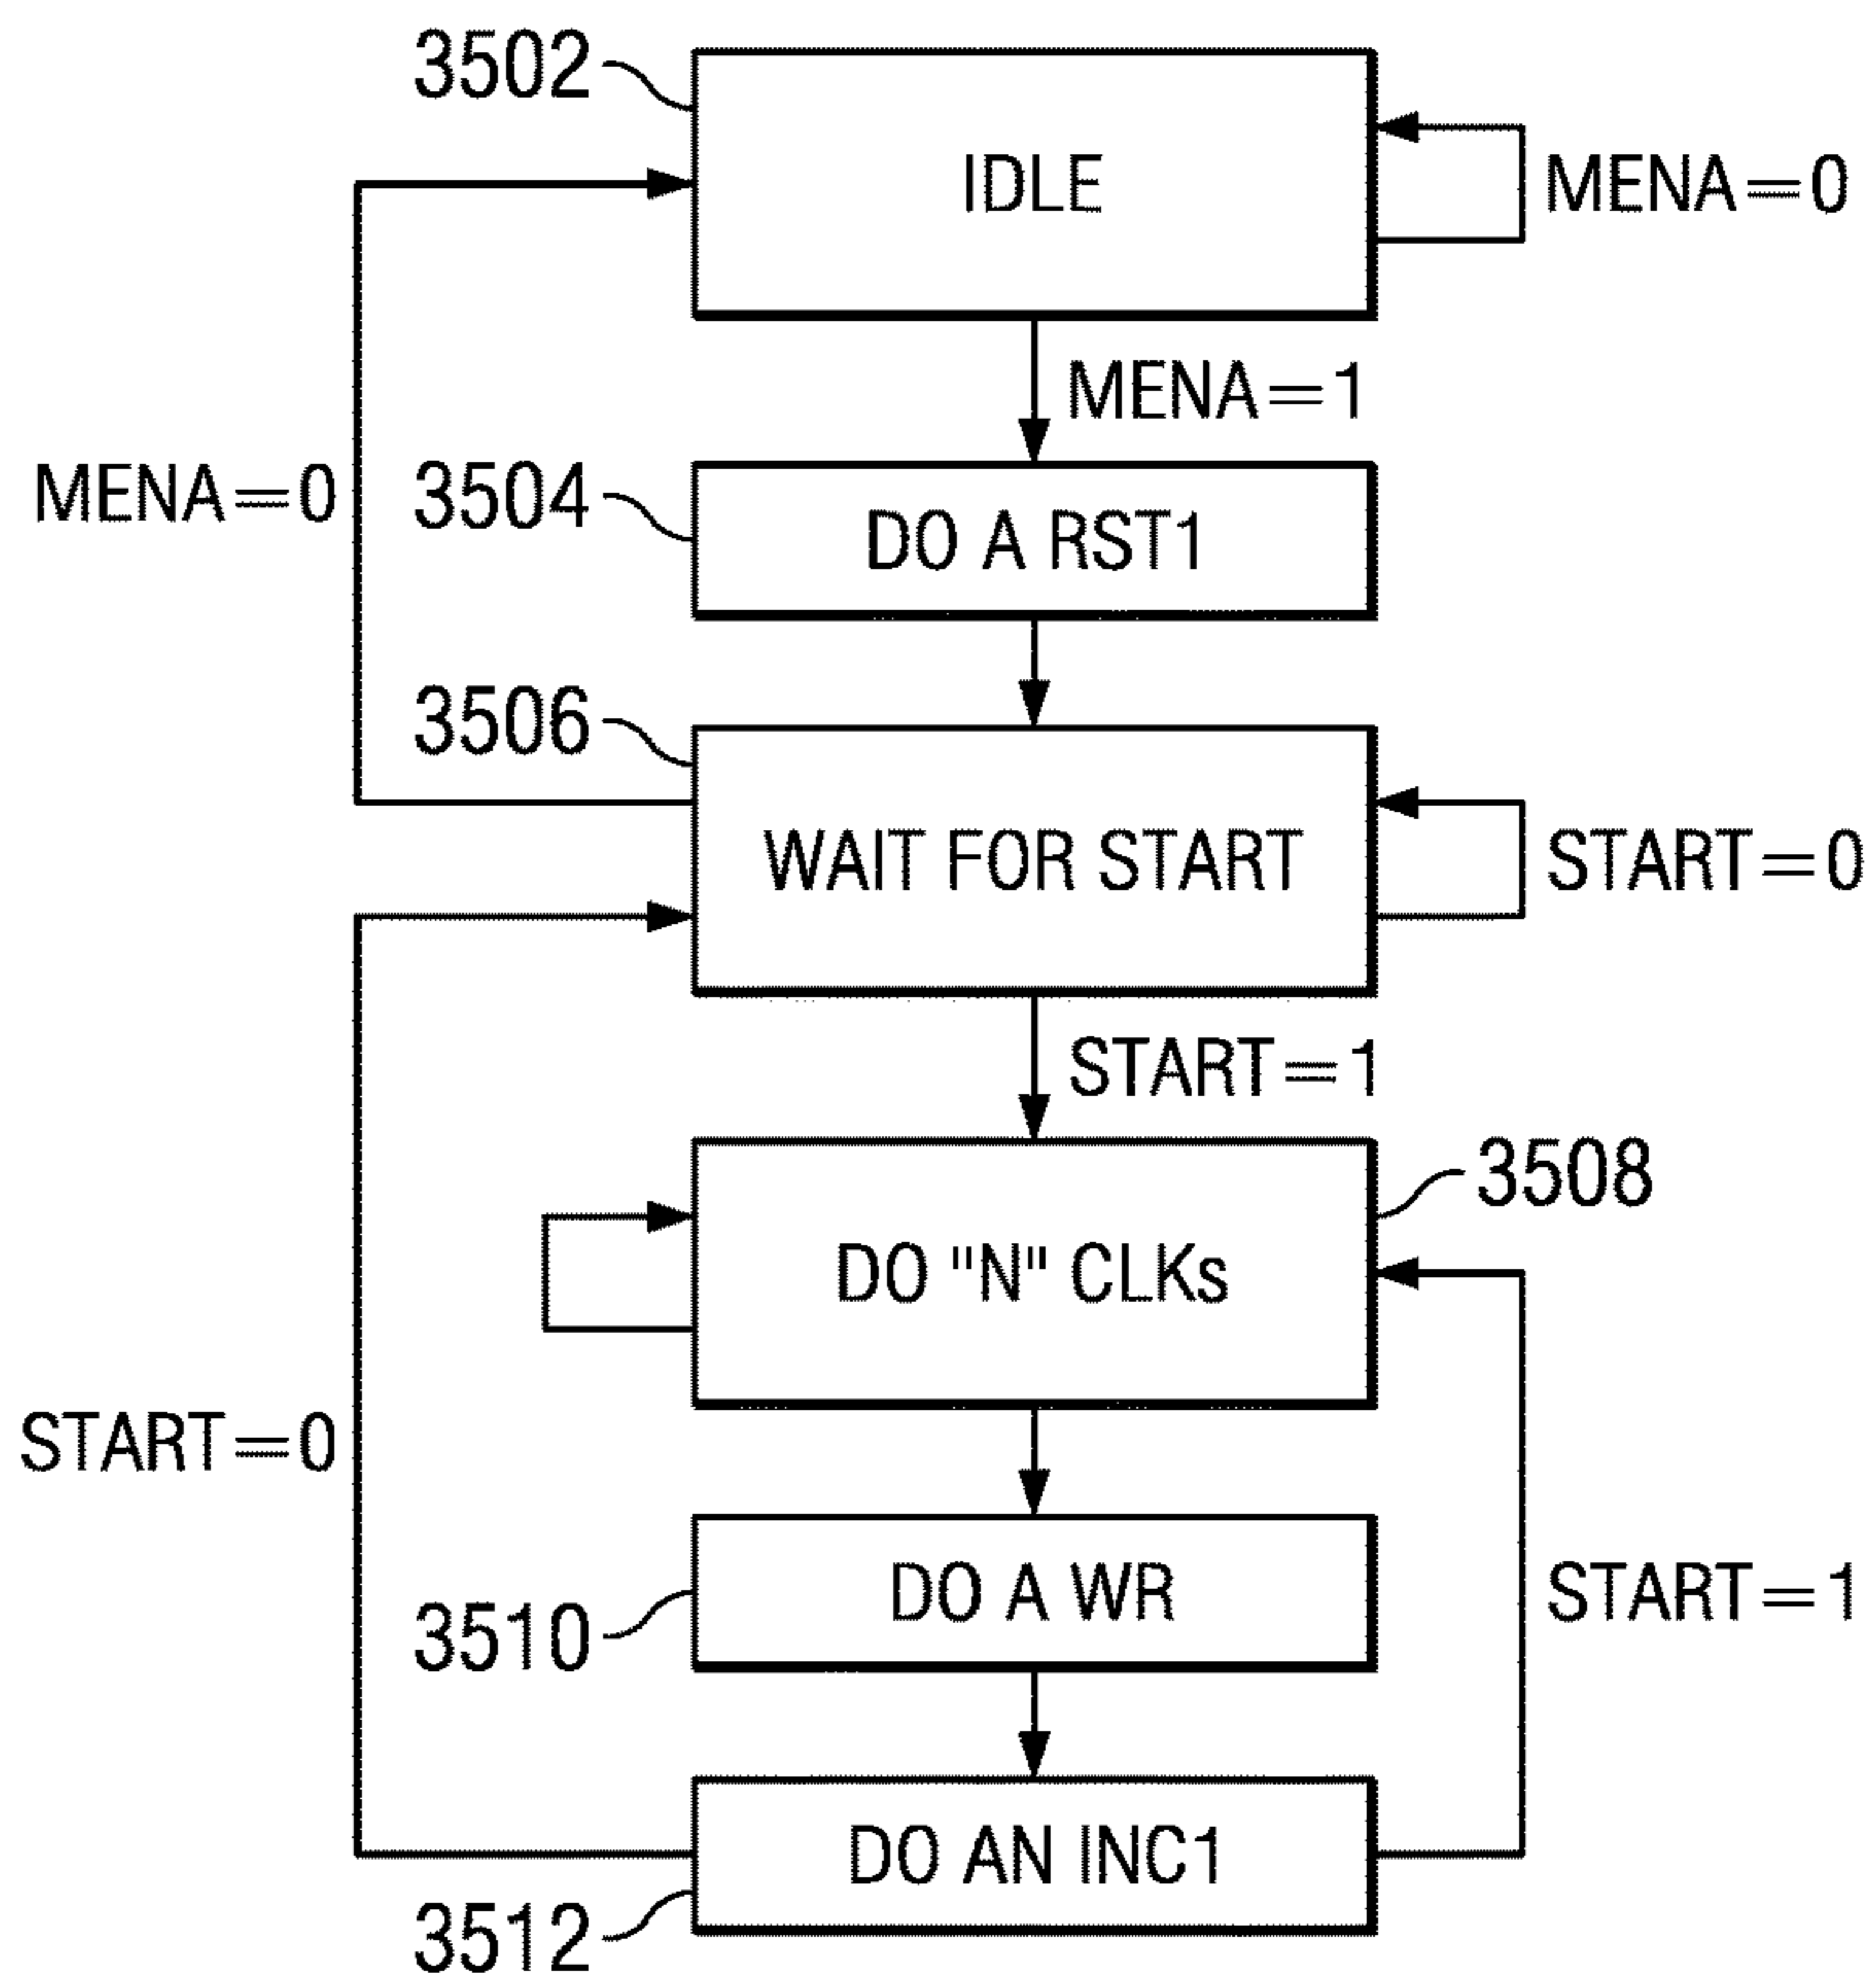 3502
IDLE
MENA=0
MENA=1
MENA=0
3504
DO A RST1
3506
WAIT FOR START
START=0
START=1
3508
DO "N" CLKs
START=0
DO A WR
3510
START=1
DO AN INC1
3512